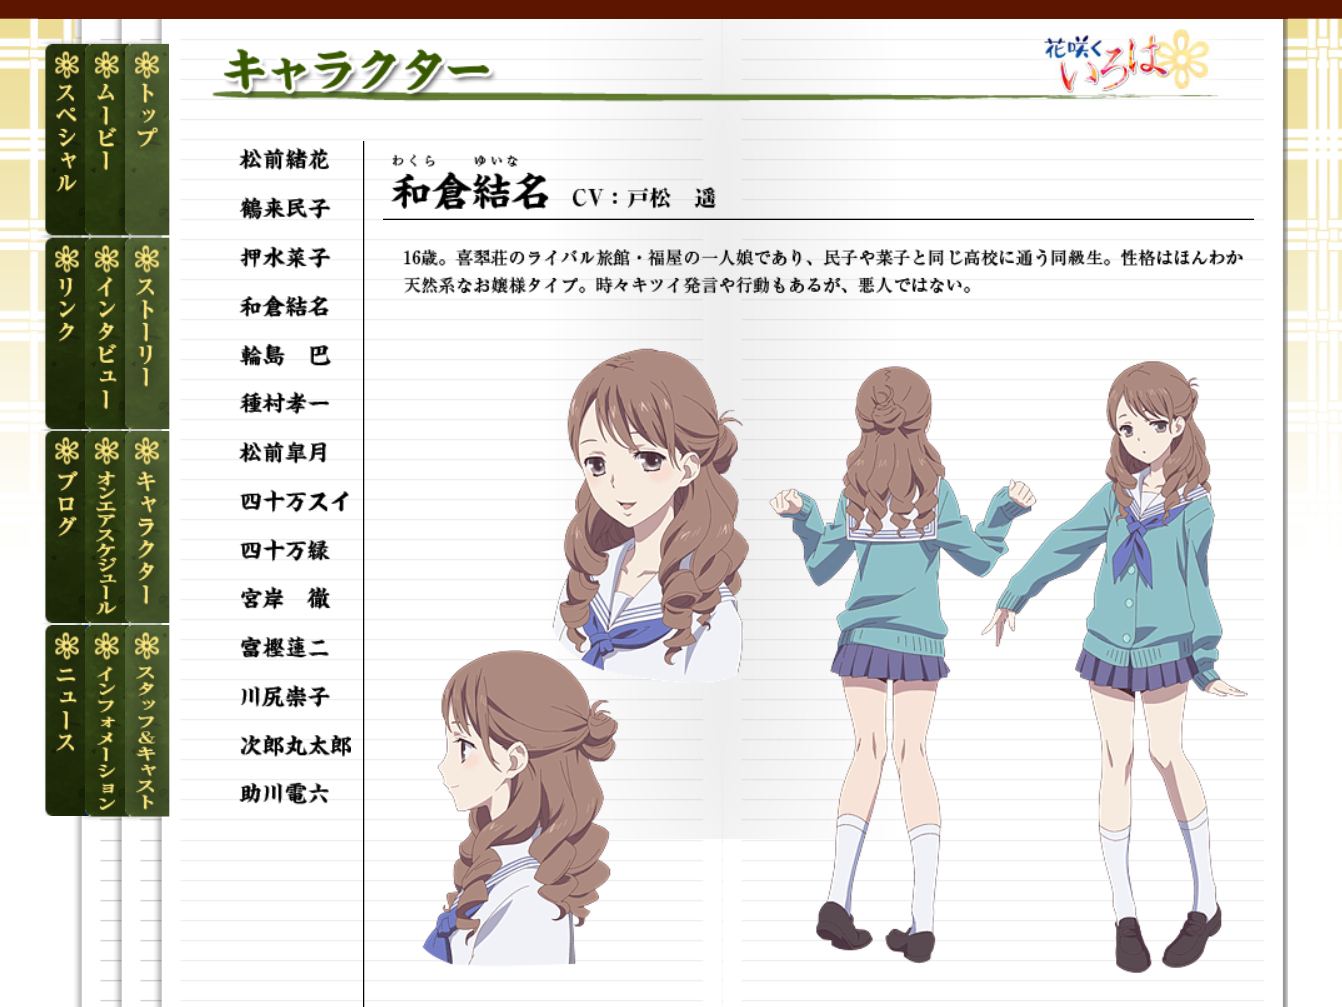 キャラクター
花咲く
いろは
トップ
ムービー
スペシャル
ストーリー
インタビュー
リンク
キャラクター
オンエアスケジュール
ブログ
スタッフ&キャスト
インフォメーション
ニュース
松前緒花
鶴来民子
押水菜子
和倉結名
輪島　巴
種村孝一
松前皐月
四十万スイ
四十万縁
宮岸　徹
富樫蓮二
川尻崇子
次郎丸太郎
助川電六
わくら　ゆいな
和倉結名　CV：戸松　遥
16歳。喜翆荘のライバル旅館・福屋の一人娘であり、民子や菜子と同じ高校に通う同級生。性格はほんわか
天然系なお嬢様タイプ。時々キツイ発言や行動もあるが、悪人ではない。